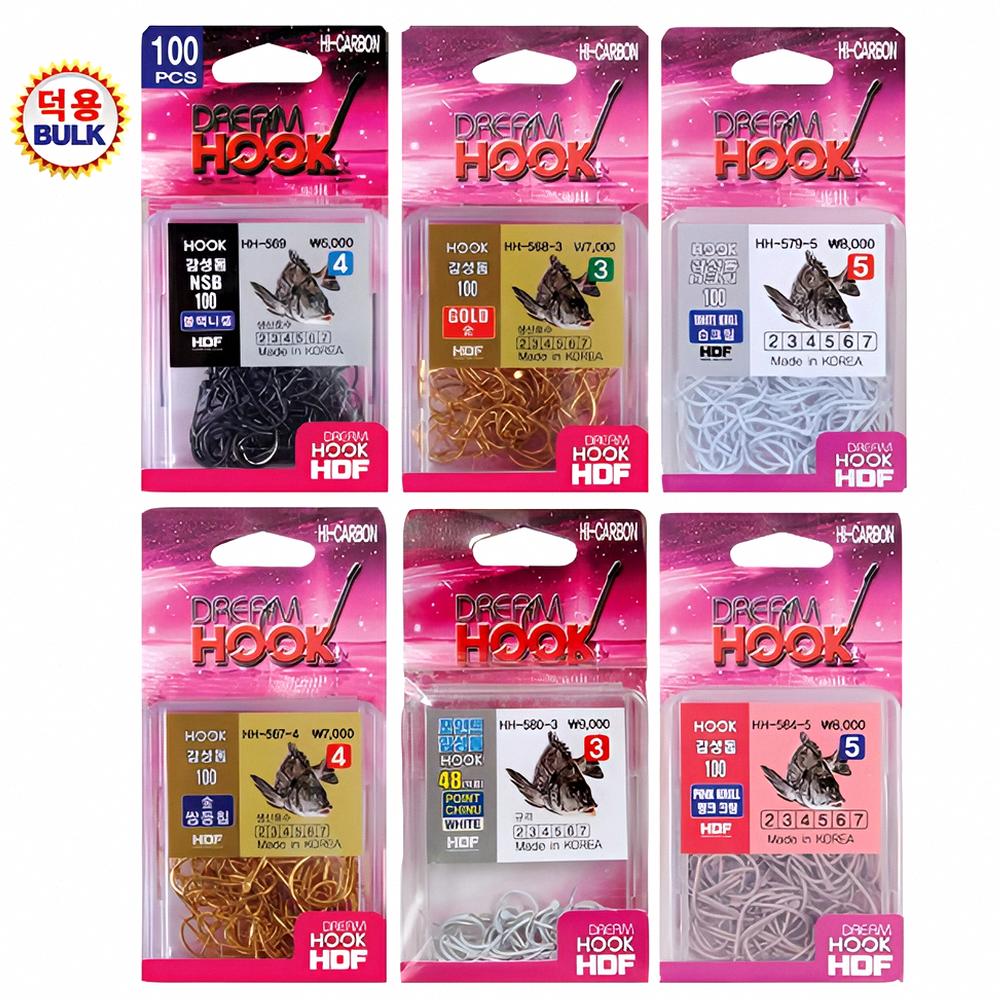 덕용
BULK
100
PCS
HI-CARBON
DREAM
HOOK
HOOK
감성돔
NSB
100
HDF
HH-569 ₩6,000
4
2 3 4 5 6 7
Made in KOREA
DREAM
HOOK
HDF
HI-CARBON
DREAM
HOOK
HOOK
감성돔
100
GOLD
HDF
HH-568-3 ₩7,000
3
2 3 4 5 6 7
Made in KOREA
DREAM
HOOK
HDF
HI-CARBON
DREAM
HOOK
HOOK
100
HDF
HH-579-5 ₩8,000
5
2 3 4 5 6 7
Made in KOREA
DREAM
HOOK
HDF
HI-CARBON
DREAM
HOOK
HOOK
감성돔
100
HDF
HH-567-4 ₩7,000
4
2 3 4 5 6 7
Made in KOREA
DREAM
HOOK
HDF
HI-CARBON
DREAM
HOOK
HOOK
48
POINT
CHINU
WHITE
HDF
HH-580-3 ₩9,000
3
규격
2 3 4 5 6 7
Made in KOREA
DREAM
HOOK
HDF
HI-CARBON
DREAM
HOOK
HOOK
감성돔
100
HDF
HH-584-5 ₩8,000
5
2 3 4 5 6 7
Made in KOREA
DREAM
HOOK
HDF